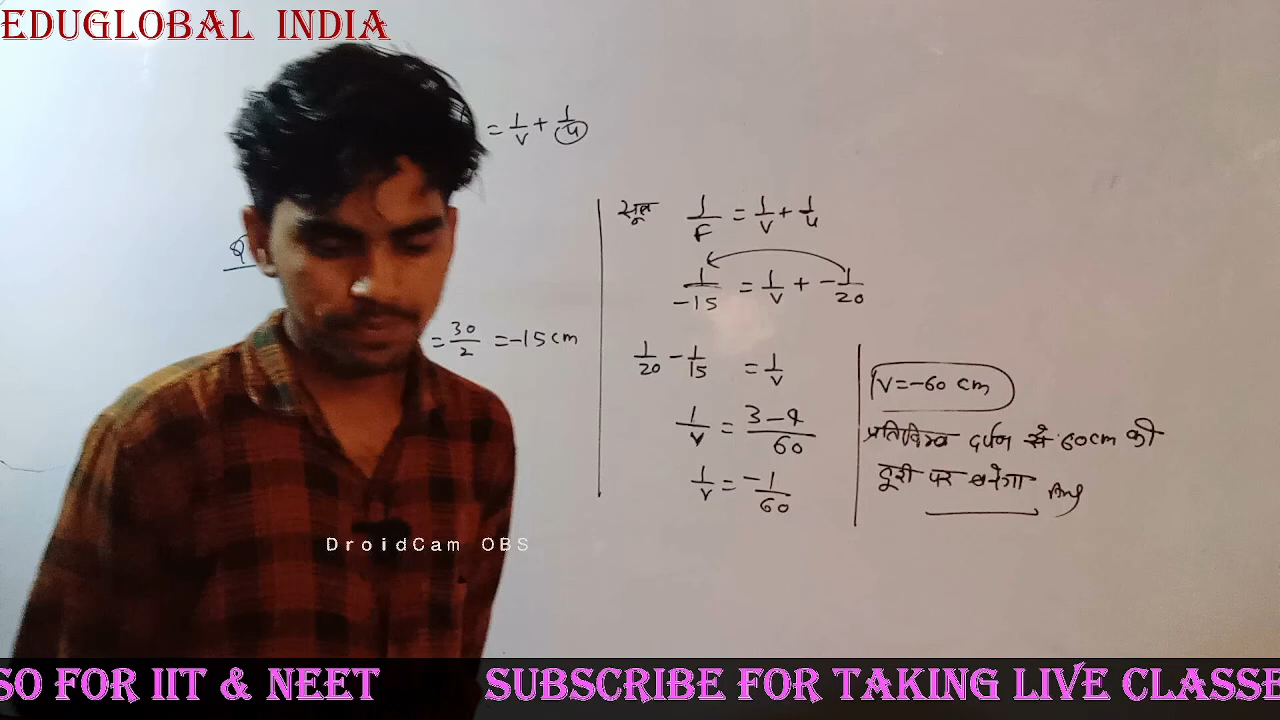 EDUGLOBAL INDIA
= 1/v + 1/u
सूत्र 1/F = 1/v + 1/u
1/-15 = 1/v + -1/20
= 30/2 = -15 cm
1/20 - 1/15 = 1/v
1/v = 3-4/60
1/v = -1/60
v = -60 cm
प्रतिबिम्ब दर्पण से 60cm की
दूरी पर बनेगा Ans
DroidCam OBS
SO FOR IIT & NEET SUBSCRIBE FOR TAKING LIVE CLASSE